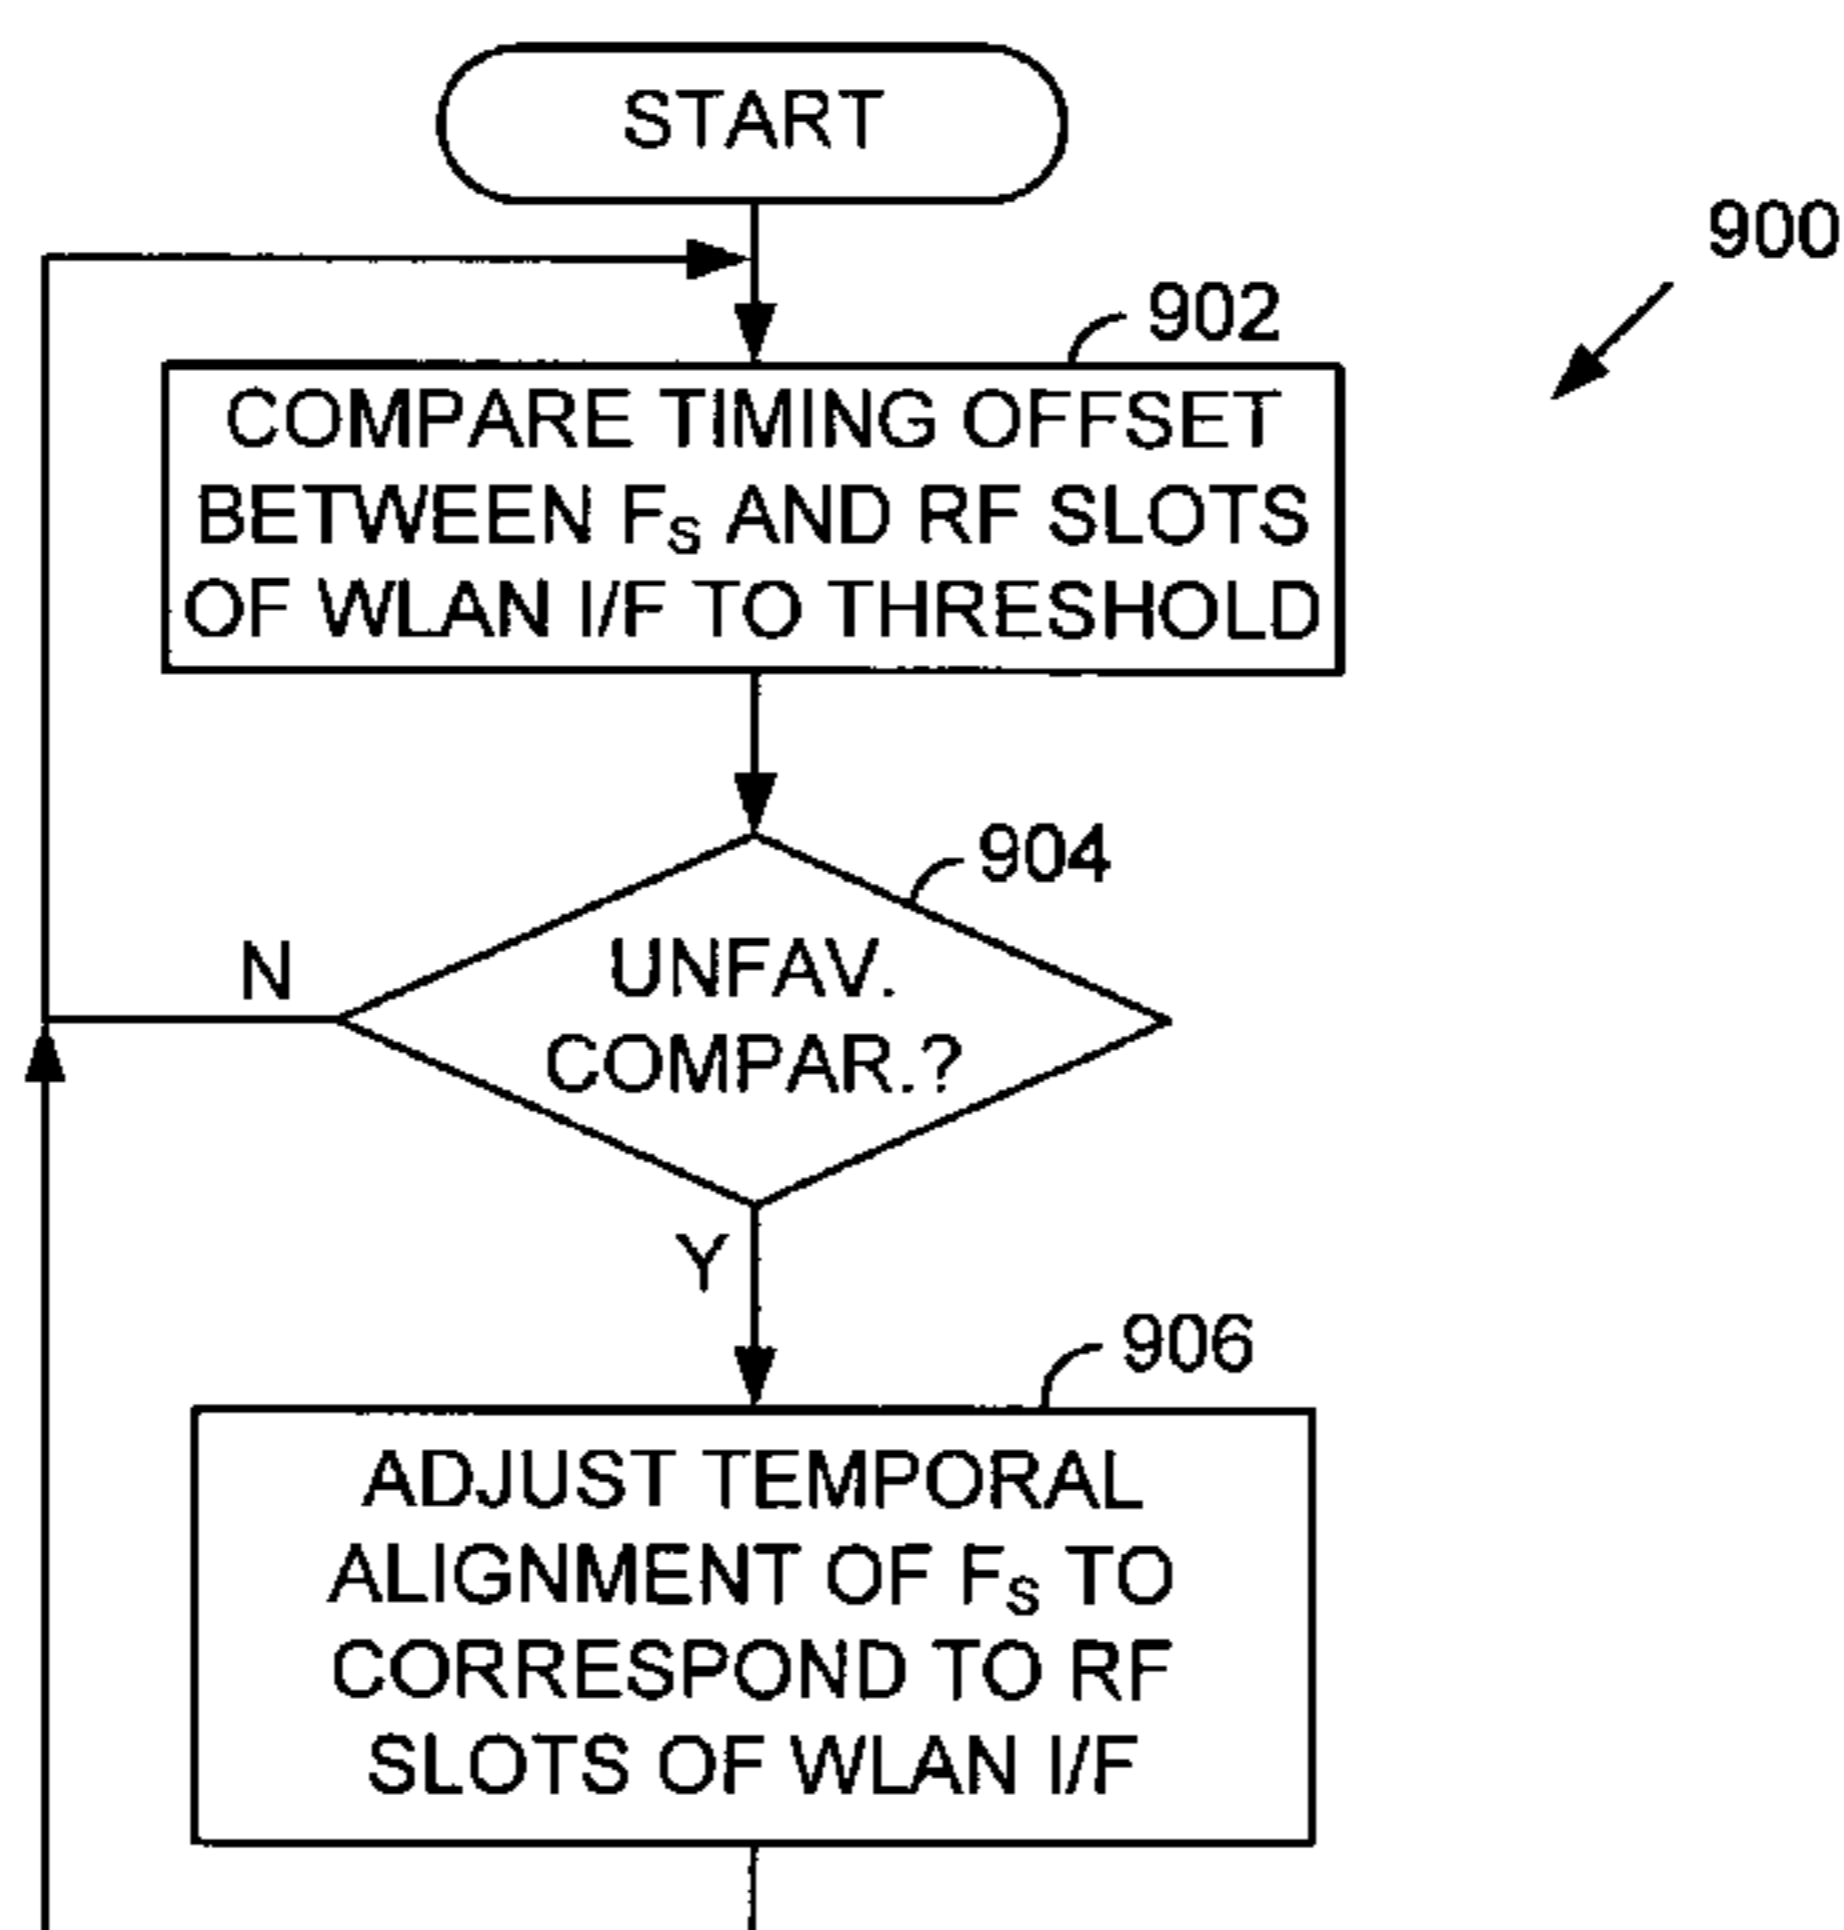 START
900
902
COMPARE TIMING OFFSET
BETWEEN FS AND RF SLOTS
OF WLAN I/F TO THRESHOLD
904
N
UNFAV.
COMPAR.?
Y
906
ADJUST TEMPORAL
ALIGNMENT OF FS TO
CORRESPOND TO RF
SLOTS OF WLAN I/F